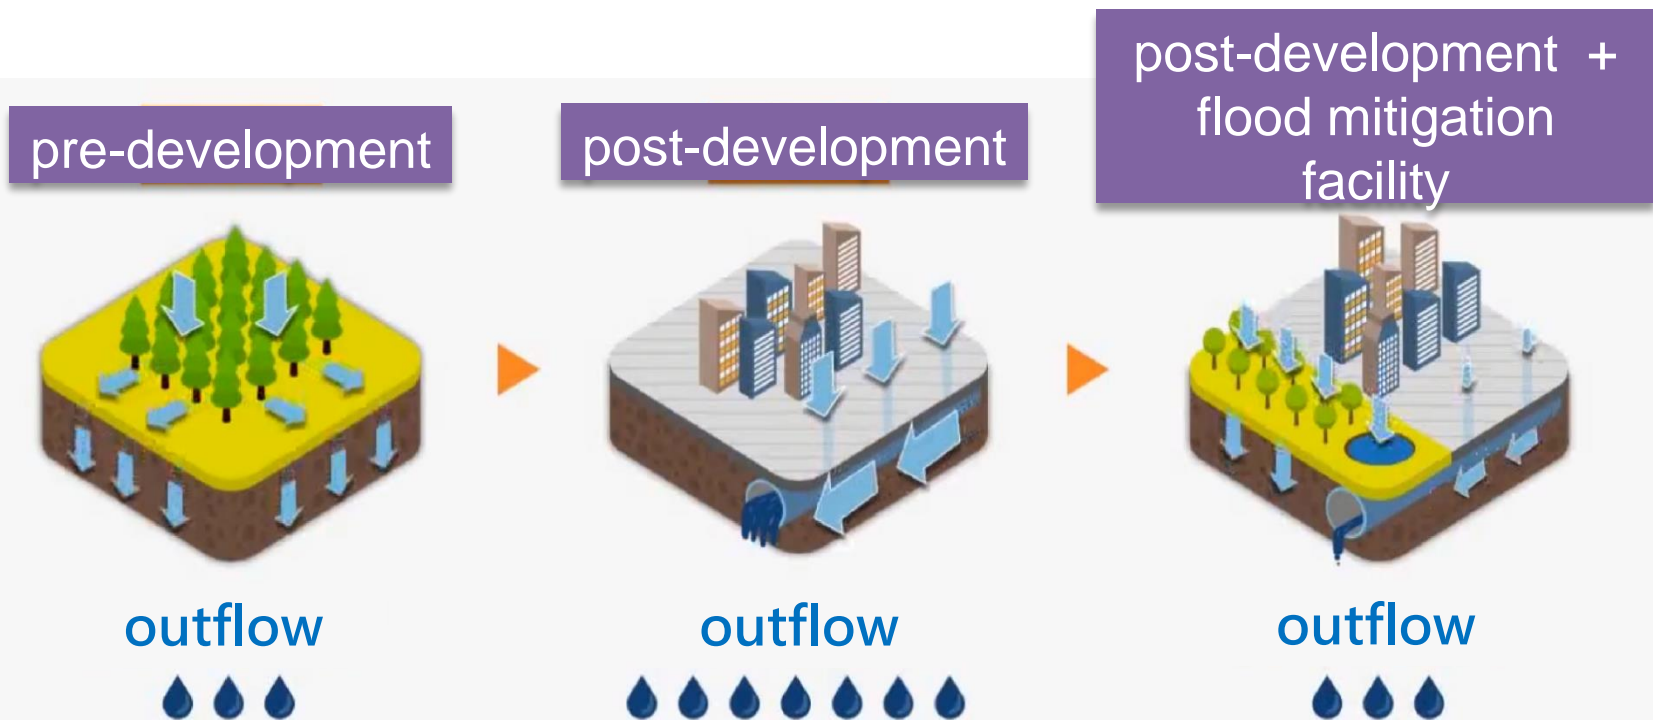 pre-development
post-development
post-development +
flood mitigation
facility
outflow
outflow
outflow